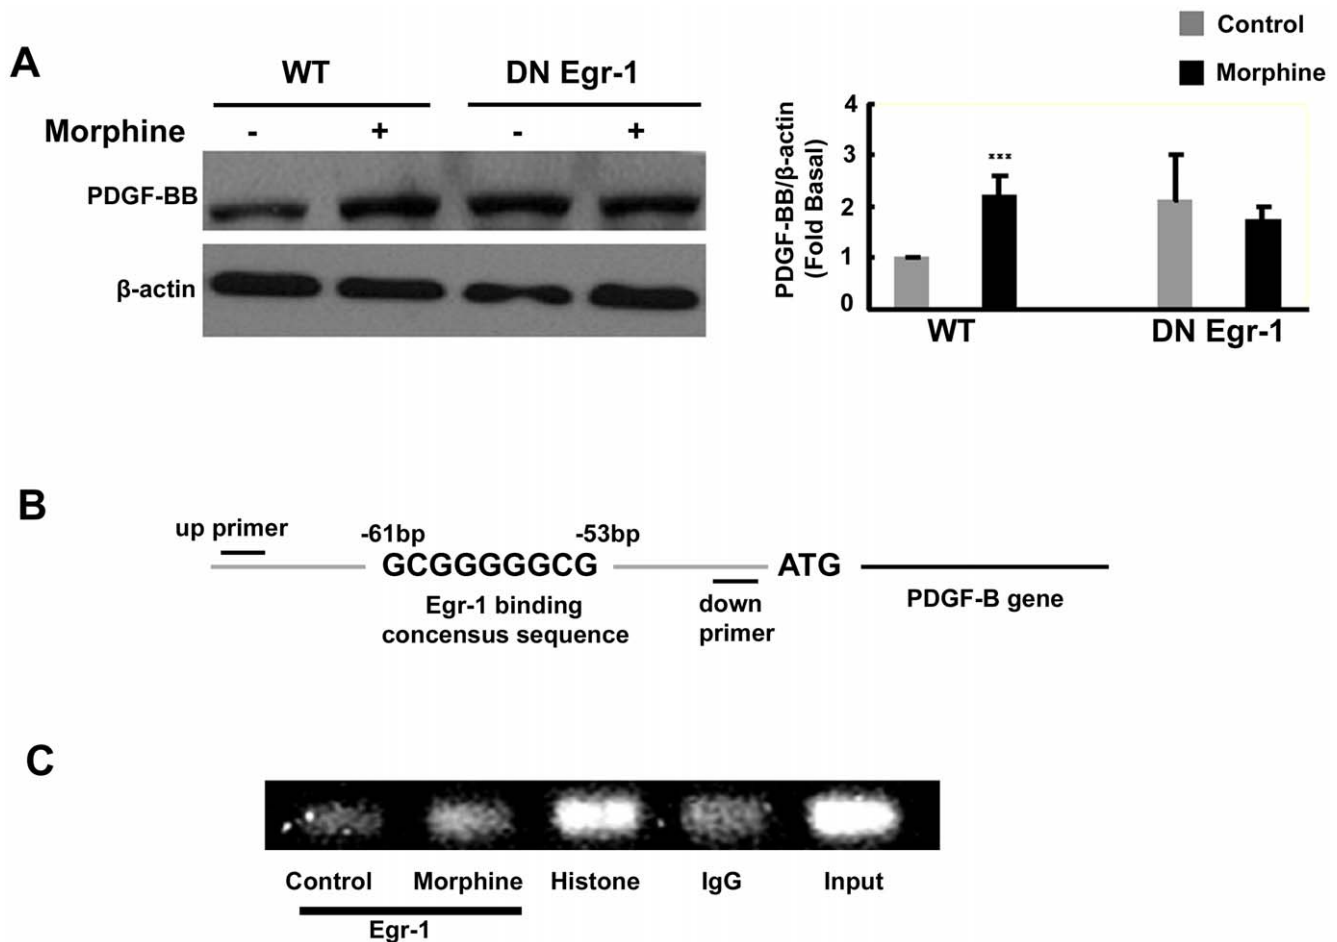 A
WT
DN Egr-1
Morphine - + - +
PDGF-BB
β-actin
Control
Morphine
PDGF-BB/β-actin
(Fold Basal)
4
3
2
1
0
***
WT
DN Egr-1
B
up primer
-61bp
-53bp
GCGGGGGCG
ATG
Egr-1 binding
concensus sequence
down
primer
PDGF-B gene
C
Control Morphine Histone IgG Input
Egr-1